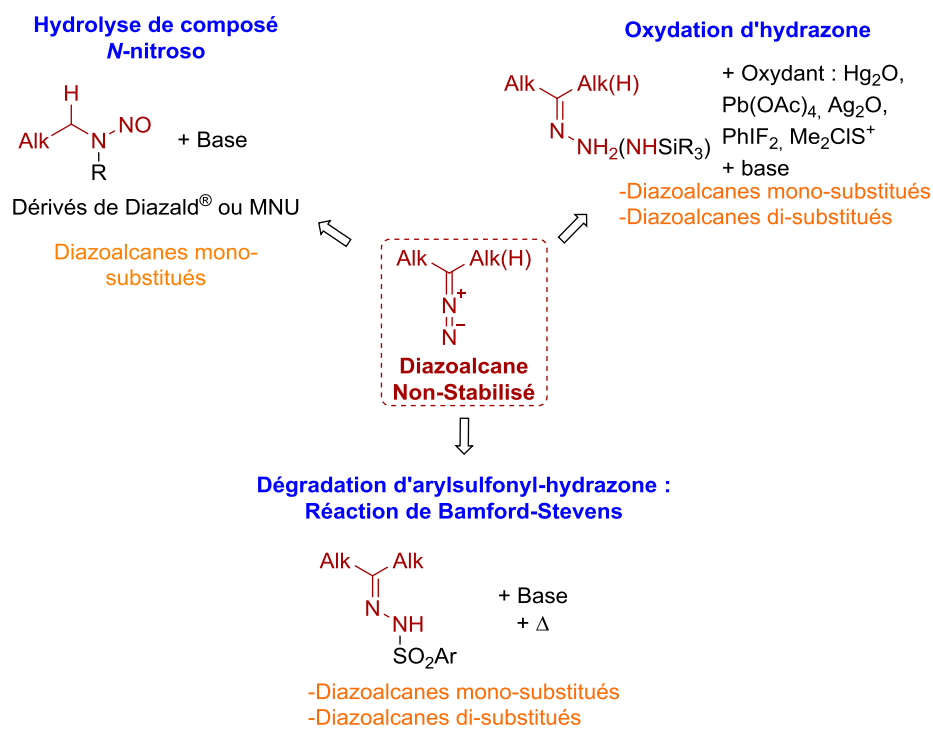 Hydrolyse de composé
N-nitroso
H
NO
N
Alk
R
+ Base
Dérivés de Diazald® ou MNU
Diazoalcanes mono-
substitués
Oxydation d'hydrazone
Alk
Alk(H)
N
NH2(NHSiR3)
+ Oxydant : Hg2O,
Pb(OAc)4, Ag2O,
PhIF2, Me2ClS+
+ base
-Diazoalcanes mono-substitués
-Diazoalcanes di-substitués
Alk
Alk(H)
N+
N−
Diazoalcane
Non-Stabilisé
Dégradation d'arylsulfonyl-hydrazone :
Réaction de Bamford-Stevens
Alk
Alk
N
NH
SO2Ar
+ Base
+ Δ
-Diazoalcanes mono-substitués
-Diazoalcanes di-substitués